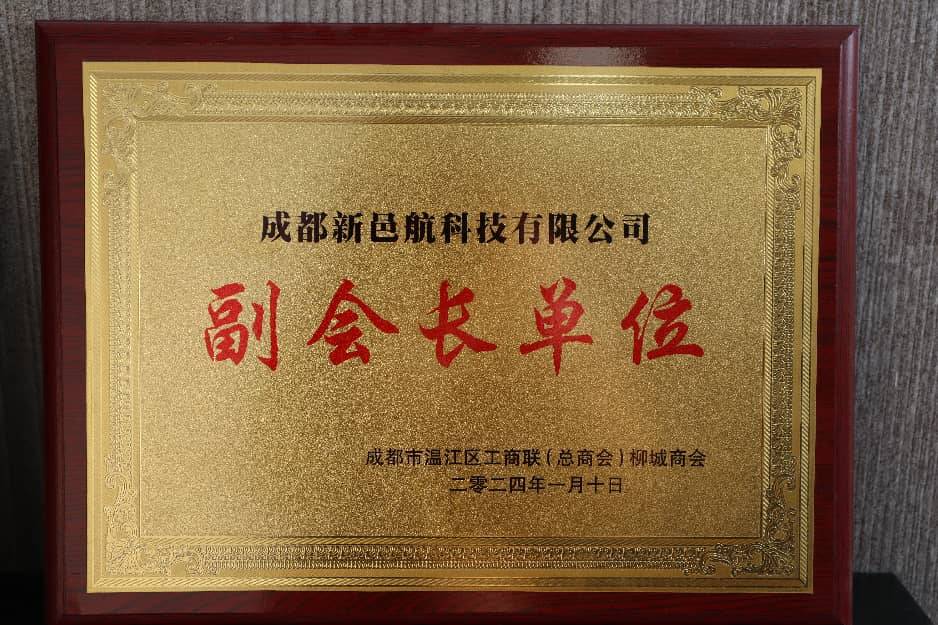 成都新邑航科技有限公司
副会长单位
成都市温江区工商联(总商会)柳城商会
二零二四年一月十日